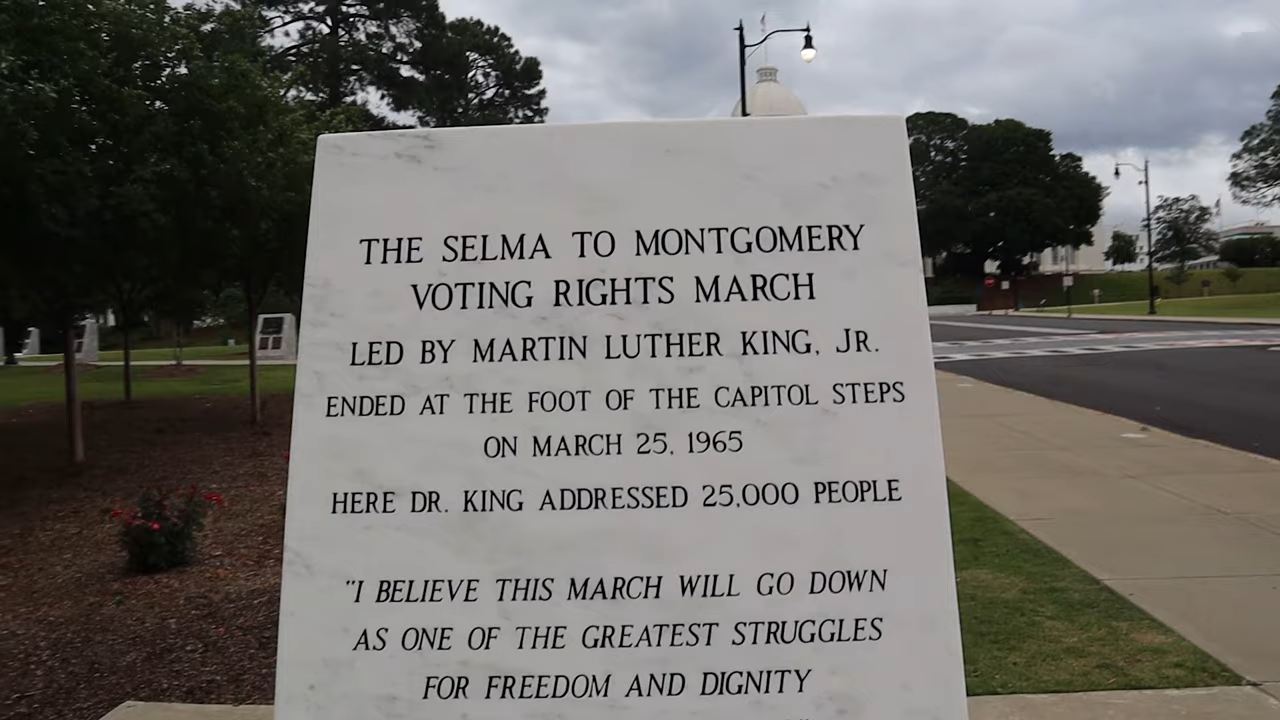 THE SELMA TO MONTGOMERY
VOTING RIGHTS MARCH
LED BY MARTIN LUTHER KING, JR.
ENDED AT THE FOOT OF THE CAPITOL STEPS
ON MARCH 25, 1965
HERE DR. KING ADDRESSED 25,000 PEOPLE
"I BELIEVE THIS MARCH WILL GO DOWN
AS ONE OF THE GREATEST STRUGGLES
FOR FREEDOM AND DIGNITY